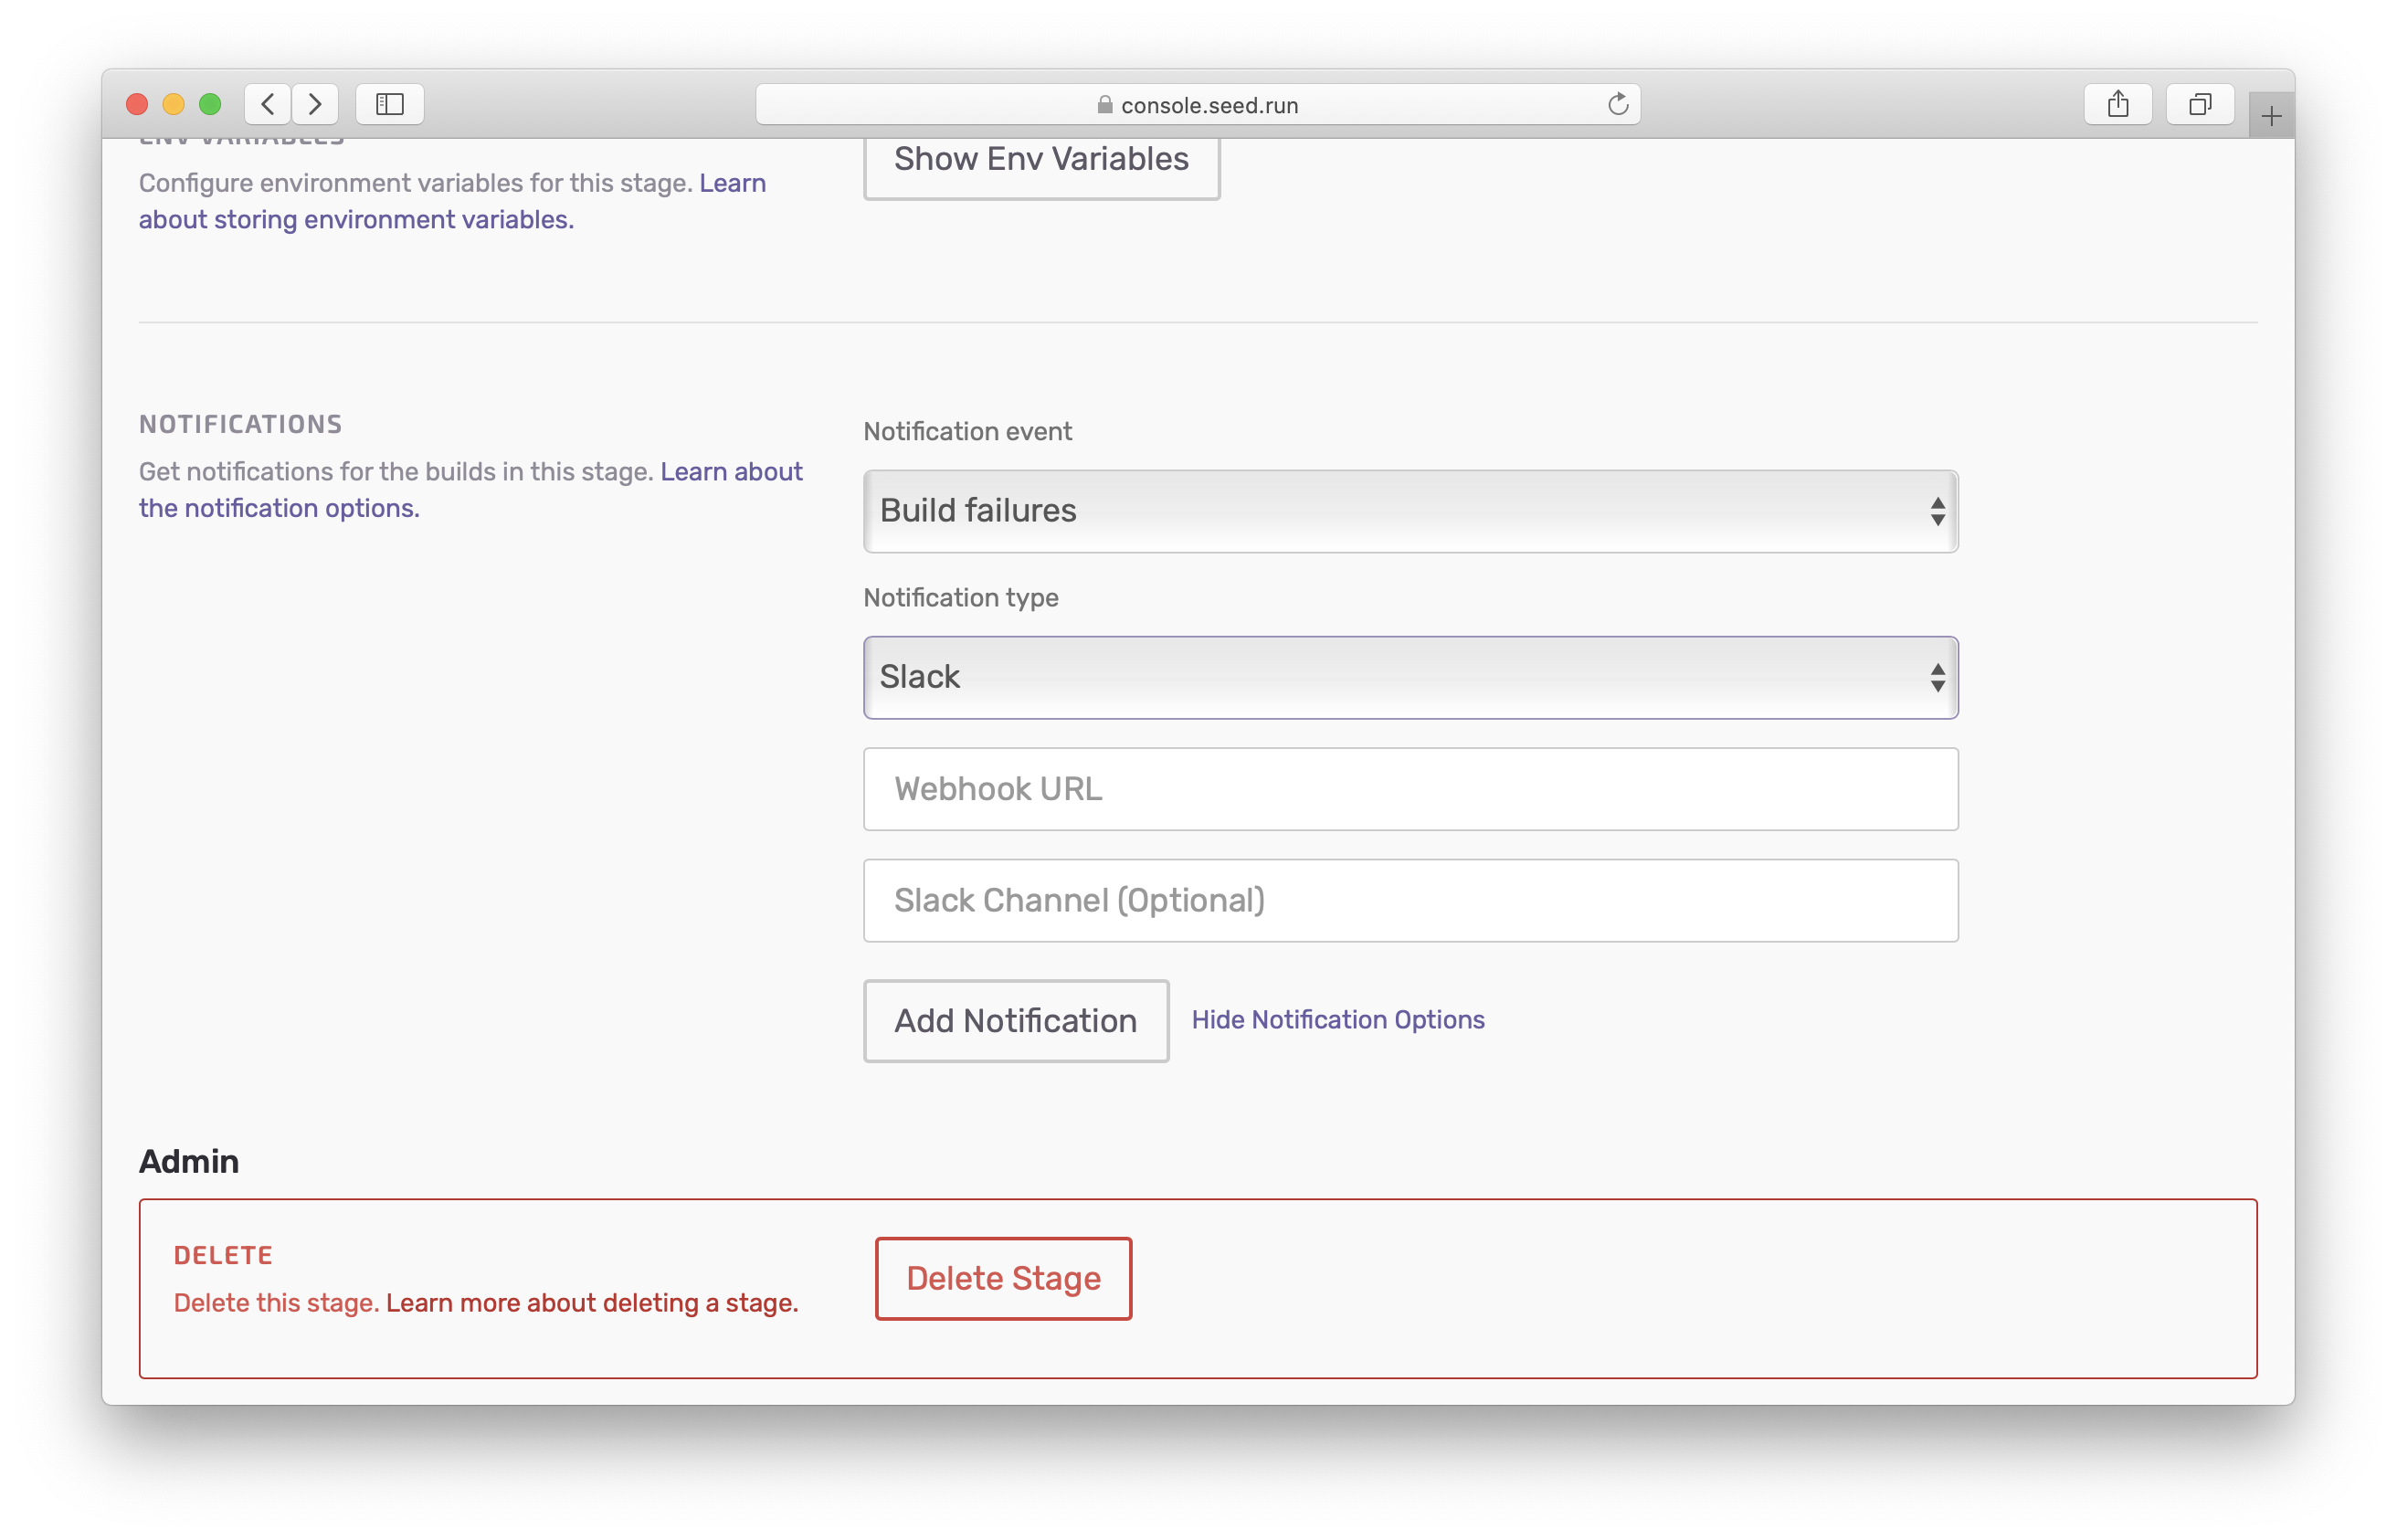 console.seed.run
ENV VARIABLES
Configure environment variables for this stage. Learn
about storing environment variables.
Show Env Variables
NOTIFICATIONS
Get notifications for the builds in this stage. Learn about
the notification options.
Notification event
Build failures
Notification type
Slack
Webhook URL
Slack Channel (Optional)
Add Notification
Hide Notification Options
Admin
DELETE
Delete this stage. Learn more about deleting a stage.
Delete Stage